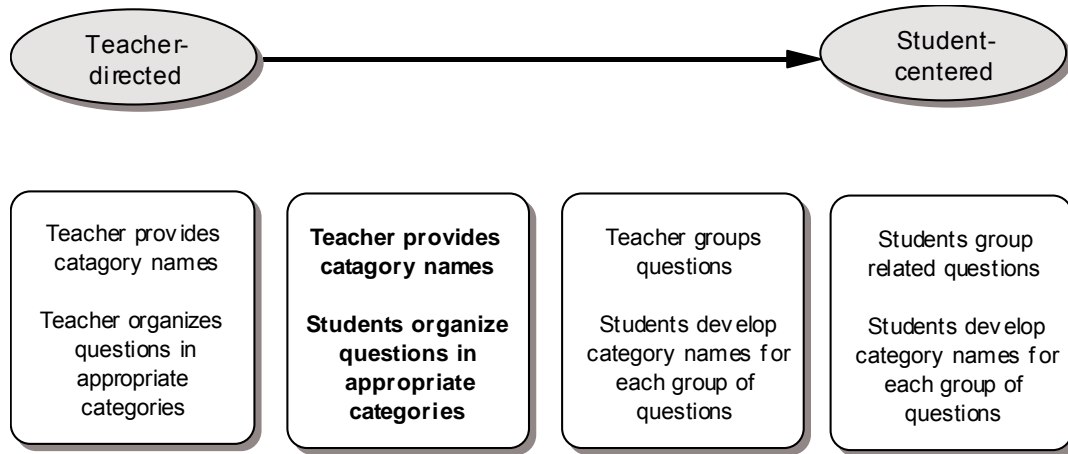 Teacher-
directed
Student-
centered
Teacher provides
catagory names
Teacher organizes
questions in
appropriate
categories
Teacher provides
catagory names
Students organize
questions in
appropriate
categories
Teacher groups
questions
Students develop
category names for
each group of
questions
Students group
related questions
Students develop
category names for
each group of
questions